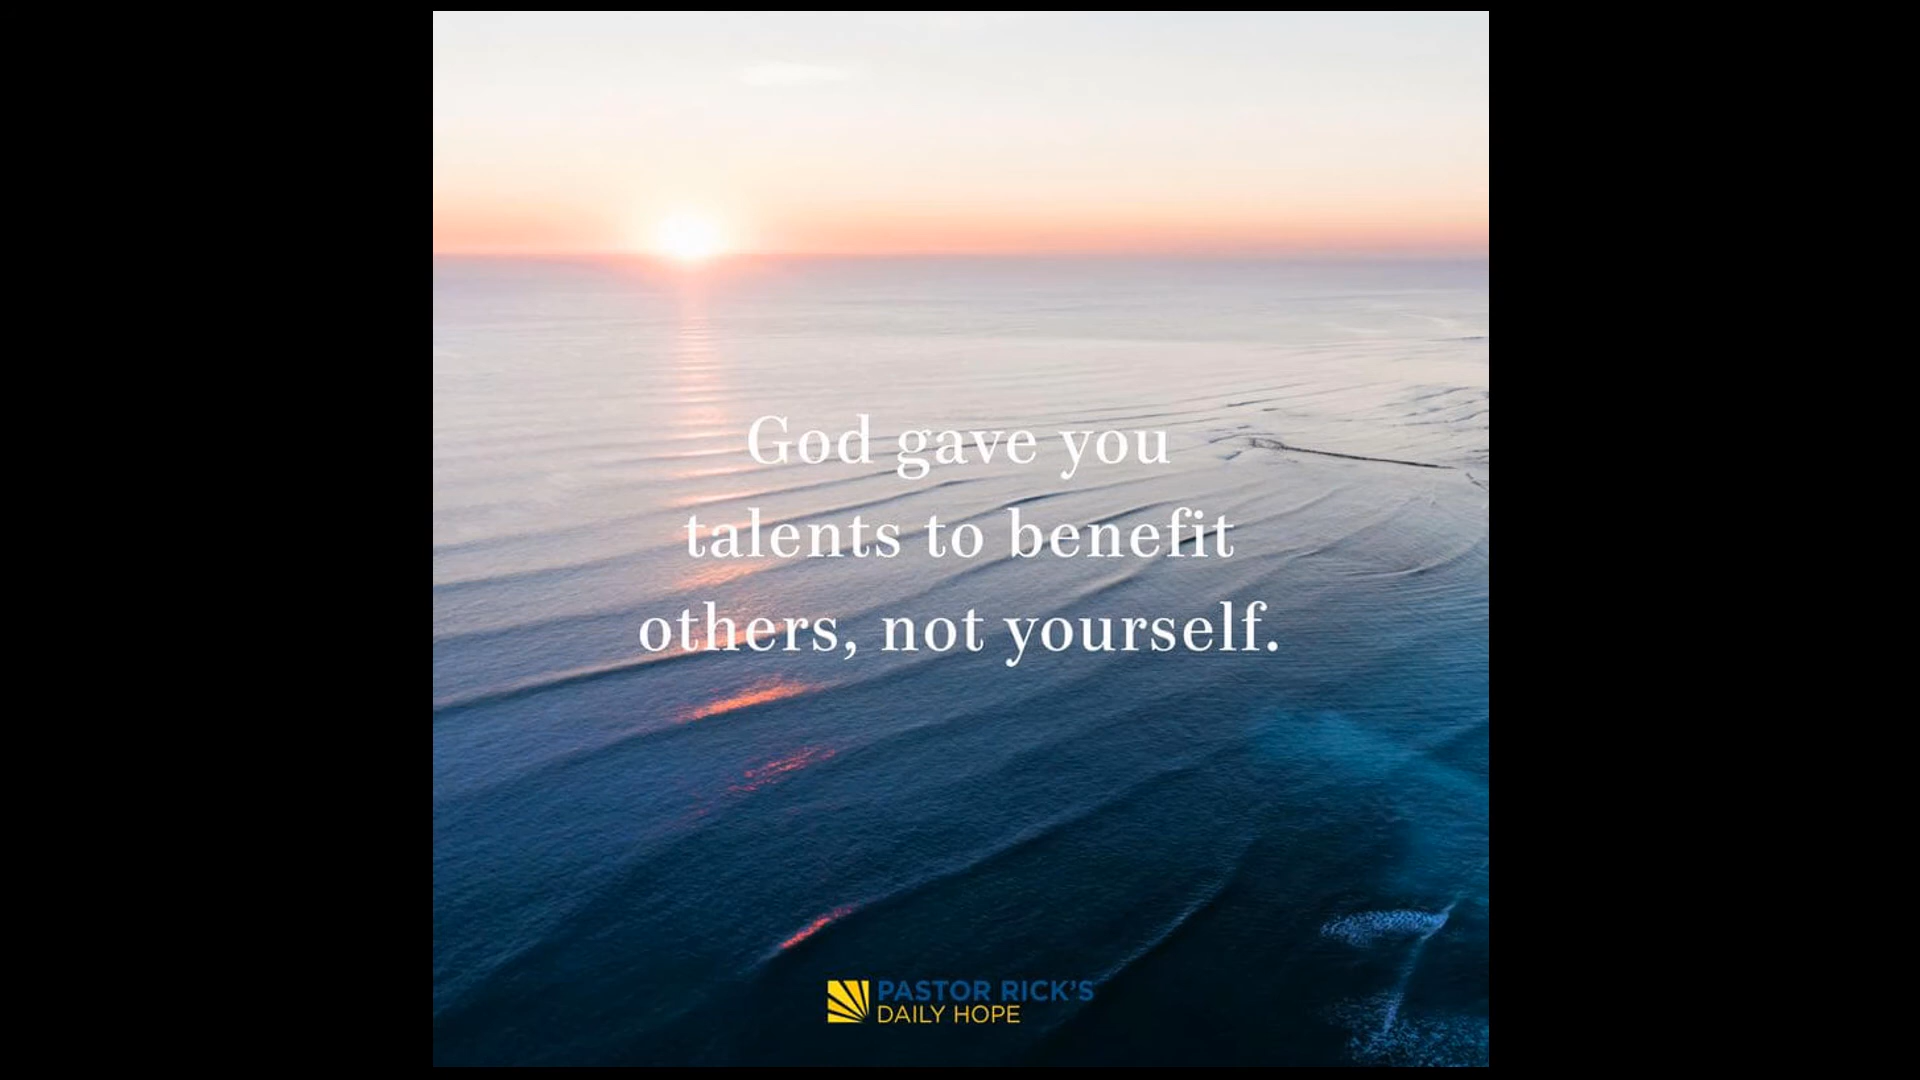 God gave you
talents to benefit
others, not yourself.
PASTOR RICK'S
DAILY HOPE